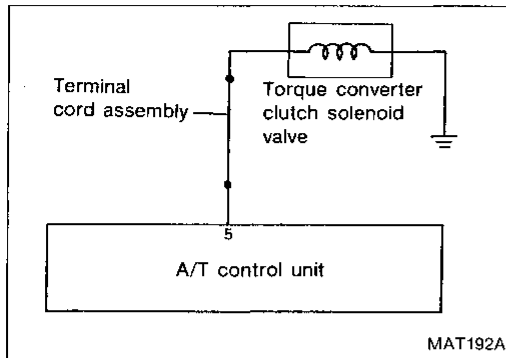 Terminal
cord assembly
Torque converter
clutch solenoid
valve
5
A/T control unit
MAT192A